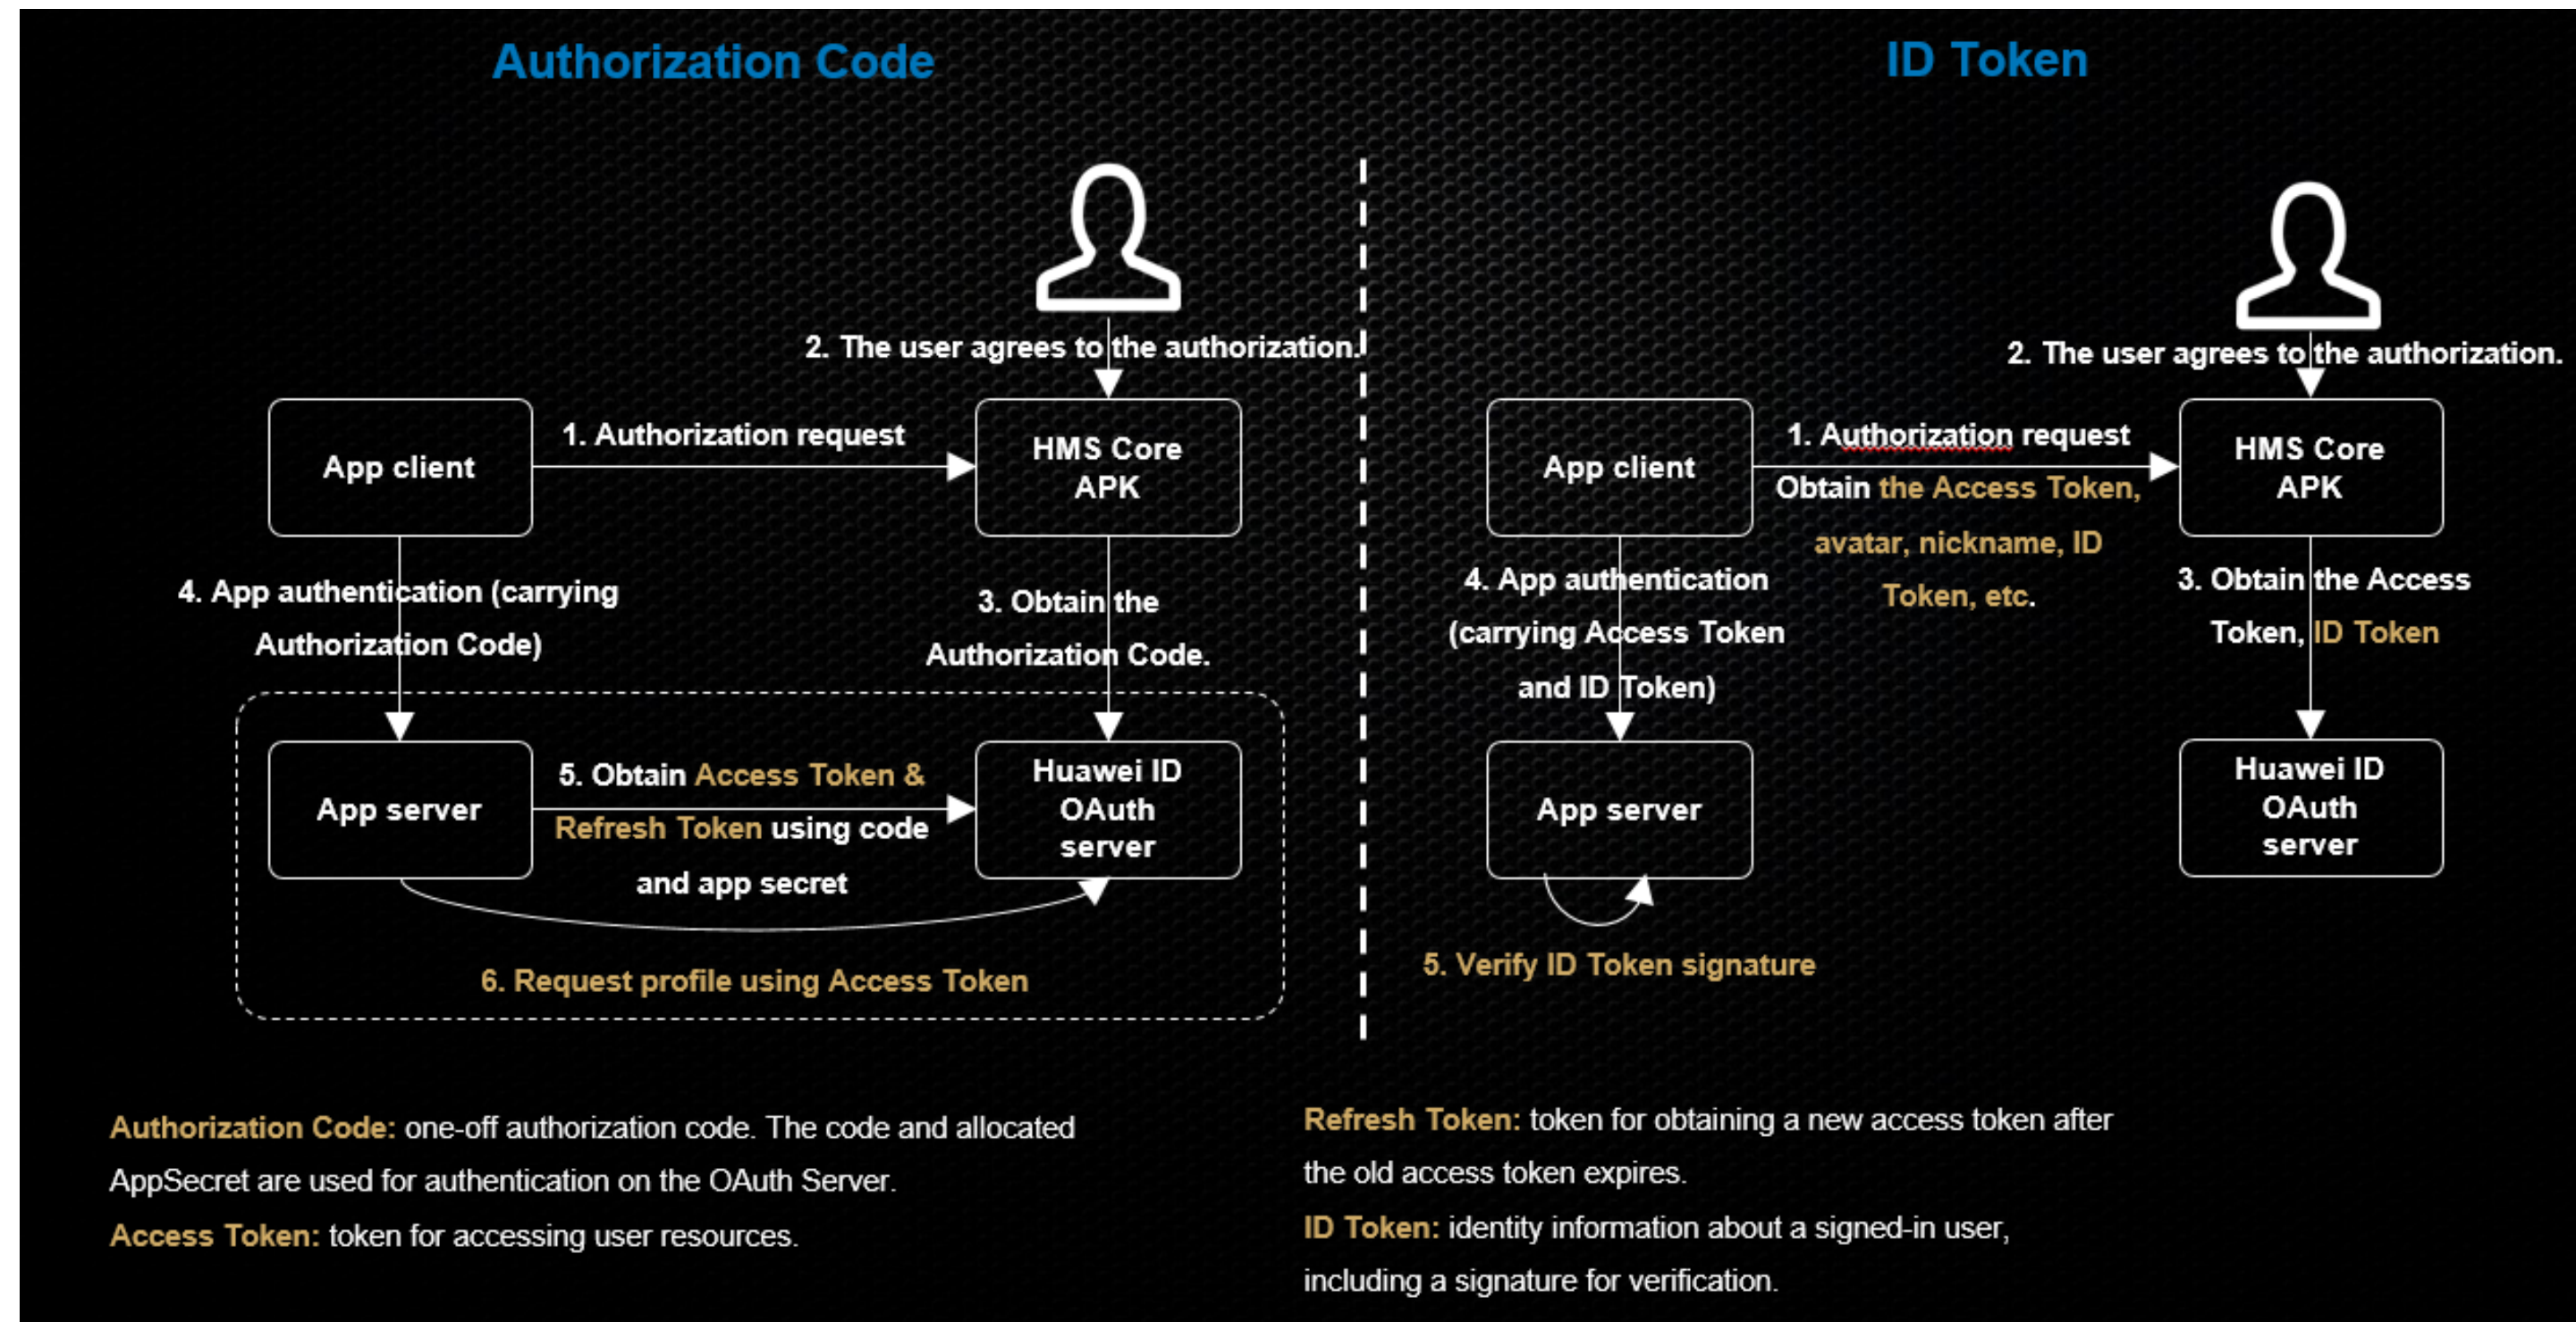 Authorization Code
2. The user agrees to the authorization.
App client
1. Authorization request
HMS Core
APK
4. App authentication (carrying
Authorization Code)
3. Obtain the
Authorization Code.
App server
5. Obtain Access Token &
Refresh Token using code
and app secret
Huawei ID
OAuth
server
6. Request profile using Access Token
ID Token
2. The user agrees to the authorization.
App client
1. Authorization request
Obtain the Access Token,
avatar, nickname, ID
Token, etc.
HMS Core
APK
4. App authentication
(carrying Access Token
and ID Token)
3. Obtain the Access
Token, ID Token
App server
Huawei ID
OAuth
server
5. Verify ID Token signature
Authorization Code: one-off authorization code. The code and allocated
AppSecret are used for authentication on the OAuth Server.
Access Token: token for accessing user resources.
Refresh Token: token for obtaining a new access token after
the old access token expires.
ID Token: identity information about a signed-in user,
including a signature for verification.